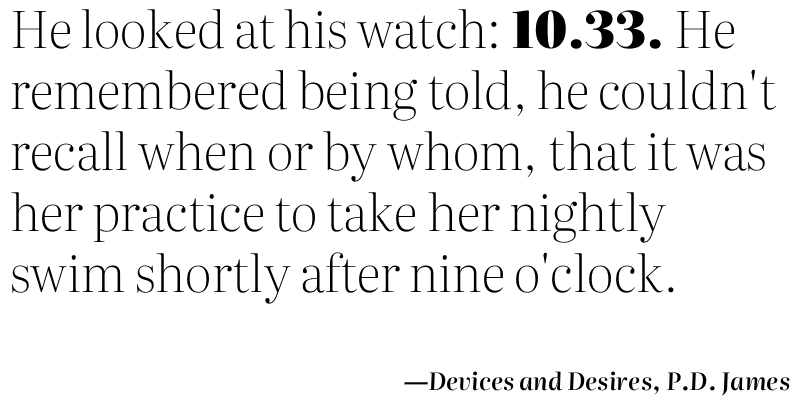 He looked at his watch: 10.33. He
remembered being told, he couldn't
recall when or by whom, that it was
her practice to take her nightly
swim shortly after nine o'clock.
—Devices and Desires, P.D. James